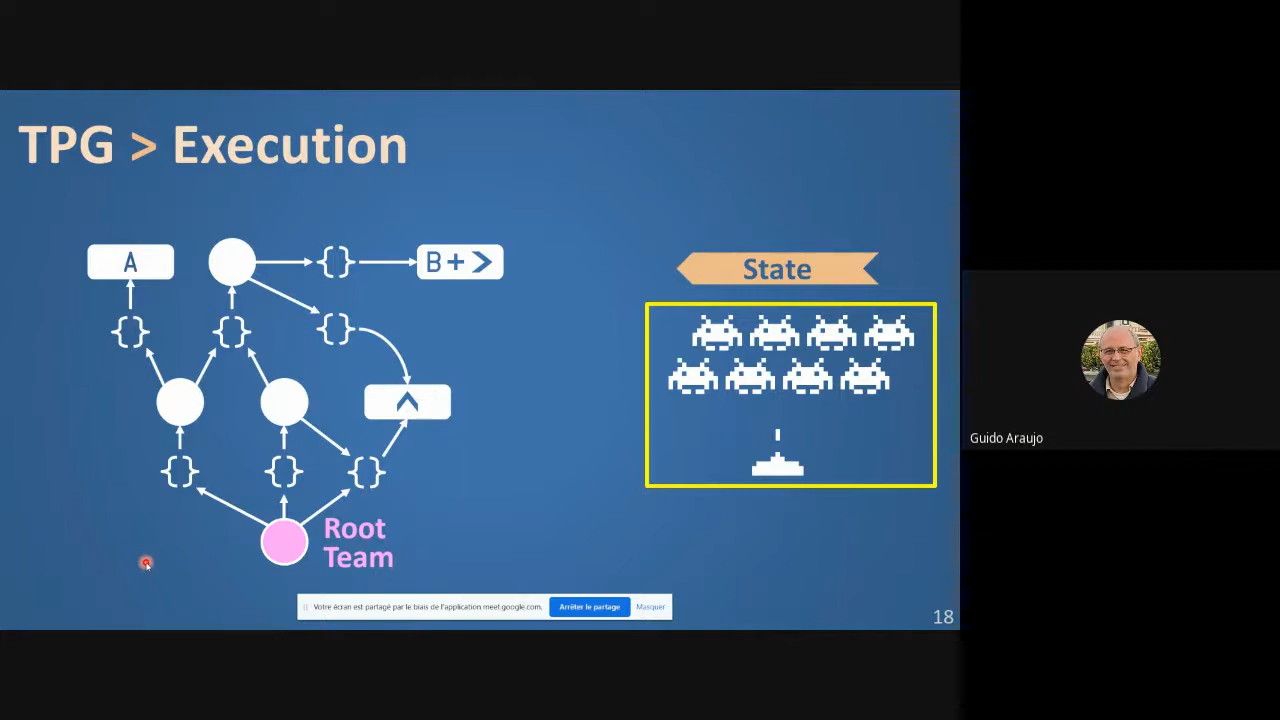 TPG > Execution
A
{}
B+>
State
{}
{}
{}
^
Guido Araujo
{}
{}
{}
Root
Team
Votre écran est partagé par le biais de l'application meet.google.com.
Arrêter le partage
Masquer
18